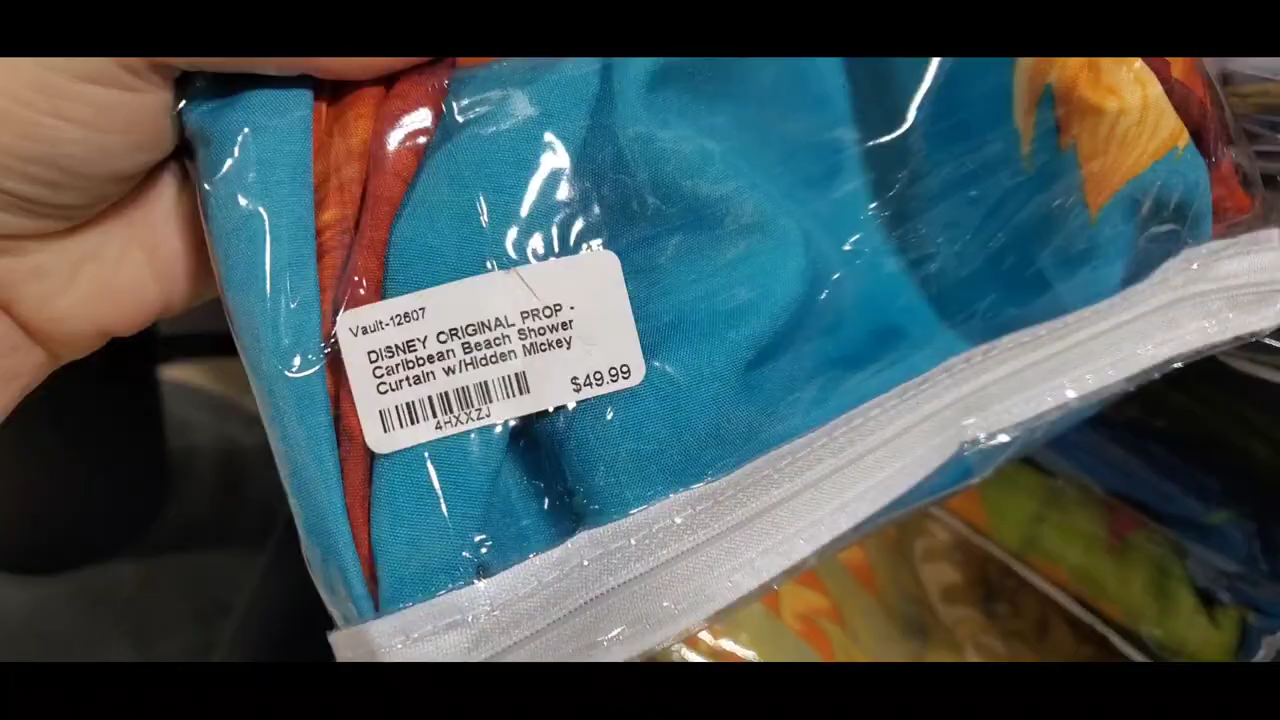 Vault-12607
DISNEY ORIGINAL PROP -
Caribbean Beach Shower
Curtain w/Hidden Mickey
$49.99
4HXXZJ